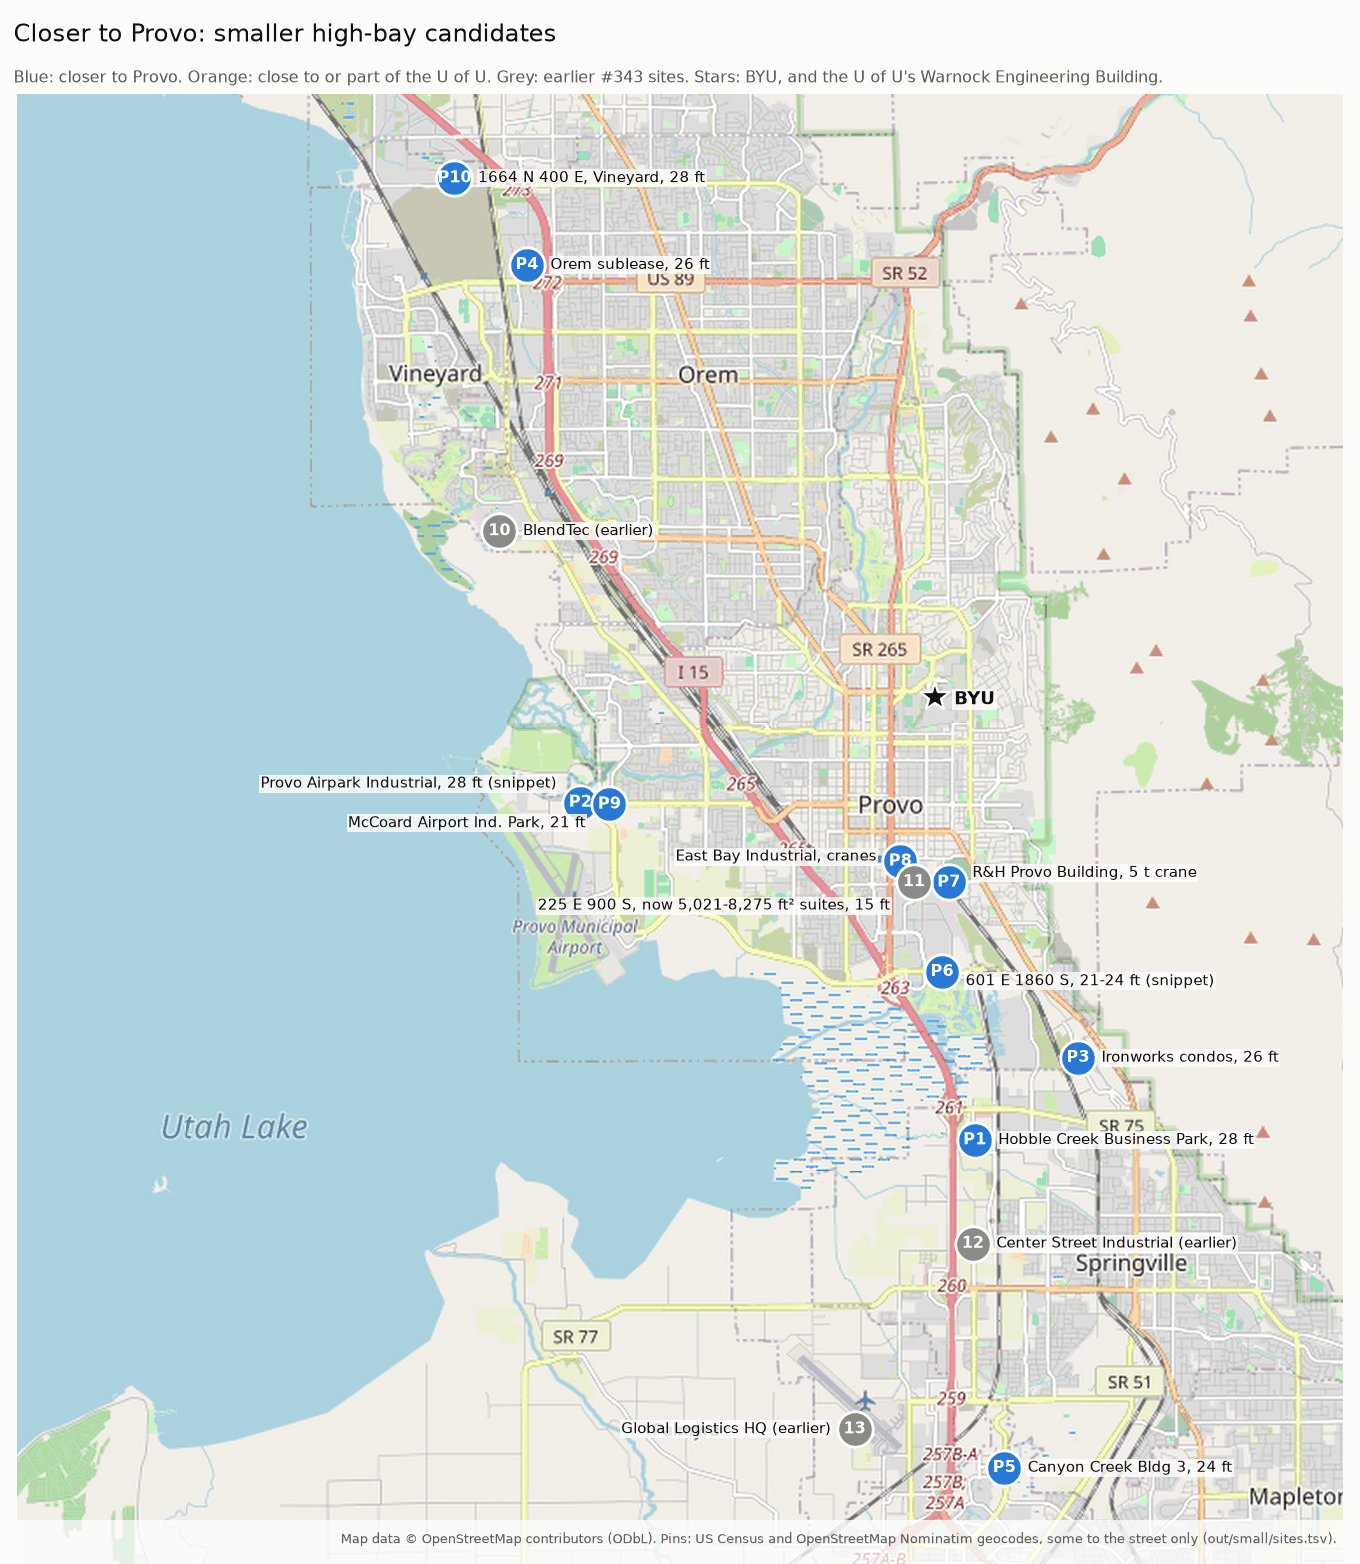 Closer to Provo: smaller high-bay candidates
Blue: closer to Provo. Orange: close to or part of the U of U. Grey: earlier #343 sites. Stars: BYU, and the U of U's Warnock Engineering Building.
P10 1664 N 400 E, Vineyard, 28 ft
273
P4 Orem sublease, 26 ft
272
US 89
SR 52
Vineyard
271
Orem
269
10 BlendTec (earlier)
269
SR 265
I 15
BYU
Provo Airpark Industrial, 28 ft (snippet)
265
P2 P9
Provo
McCoard Airport Ind. Park, 21 ft
265
East Bay Industrial, cranes P8
R&H Provo Building, 5 t crane
11 P7
225 E 900 S, now 5,021-8,275 ft² suites, 15 ft
Provo Municipal
Airport
P6
601 E 1860 S, 21-24 ft (snippet)
263
P3 Ironworks condos, 26 ft
261
Utah Lake
SR 75
P1 Hobble Creek Business Park, 28 ft
12 Center Street Industrial (earlier)
Springville
260
SR 77
SR 51
259
Global Logistics HQ (earlier) 13
257B-A
P5 Canyon Creek Bldg 3, 24 ft
257B,
257A
Mapleton
Map data © OpenStreetMap contributors (ODbL). Pins: US Census and OpenStreetMap Nominatim geocodes, some to the street only (out/small/sites.tsv).
257A-B